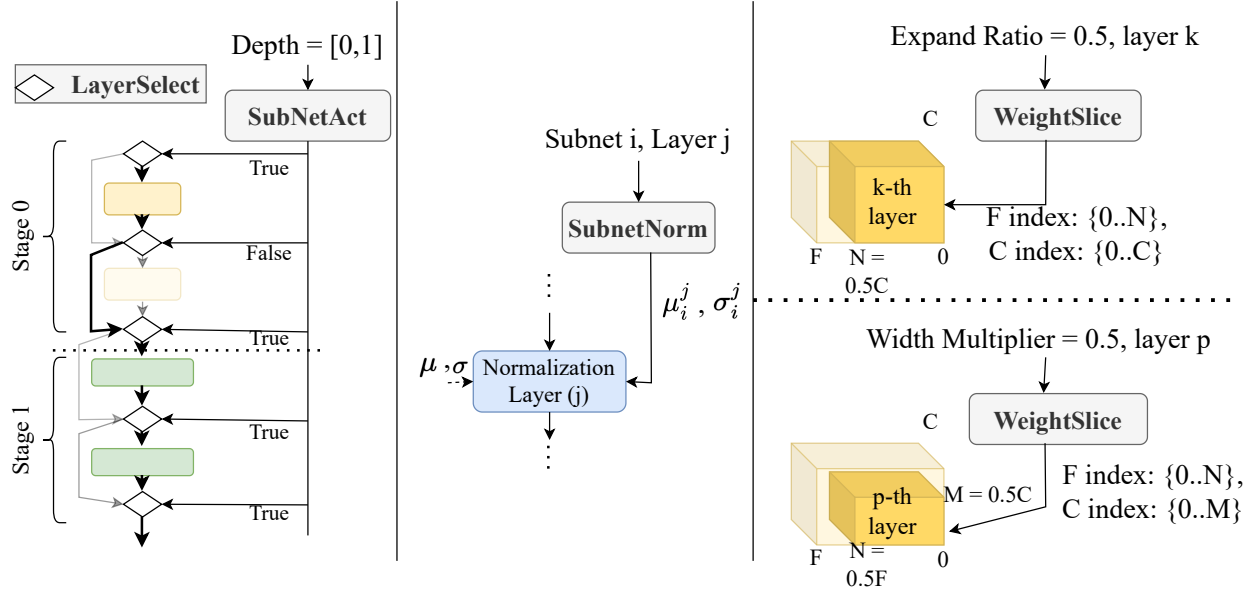 Depth = [0,1]
LayerSelect
SubNetAct
Stage 0
True
False
True
Stage 1
True
True
Subnet i, Layer j
SubnetNorm
μᵢʲ , σᵢʲ
μ ,σ
Normalization
Layer (j)
Expand Ratio = 0.5, layer k
WeightSlice
C
k-th
layer
F index: {0..N},
C index: {0..C}
F
N =
0.5C
0
Width Multiplier = 0.5, layer p
WeightSlice
C
F index: {0..N},
C index: {0..M}
M = 0.5C
p-th
layer
F
N =
0.5F
0